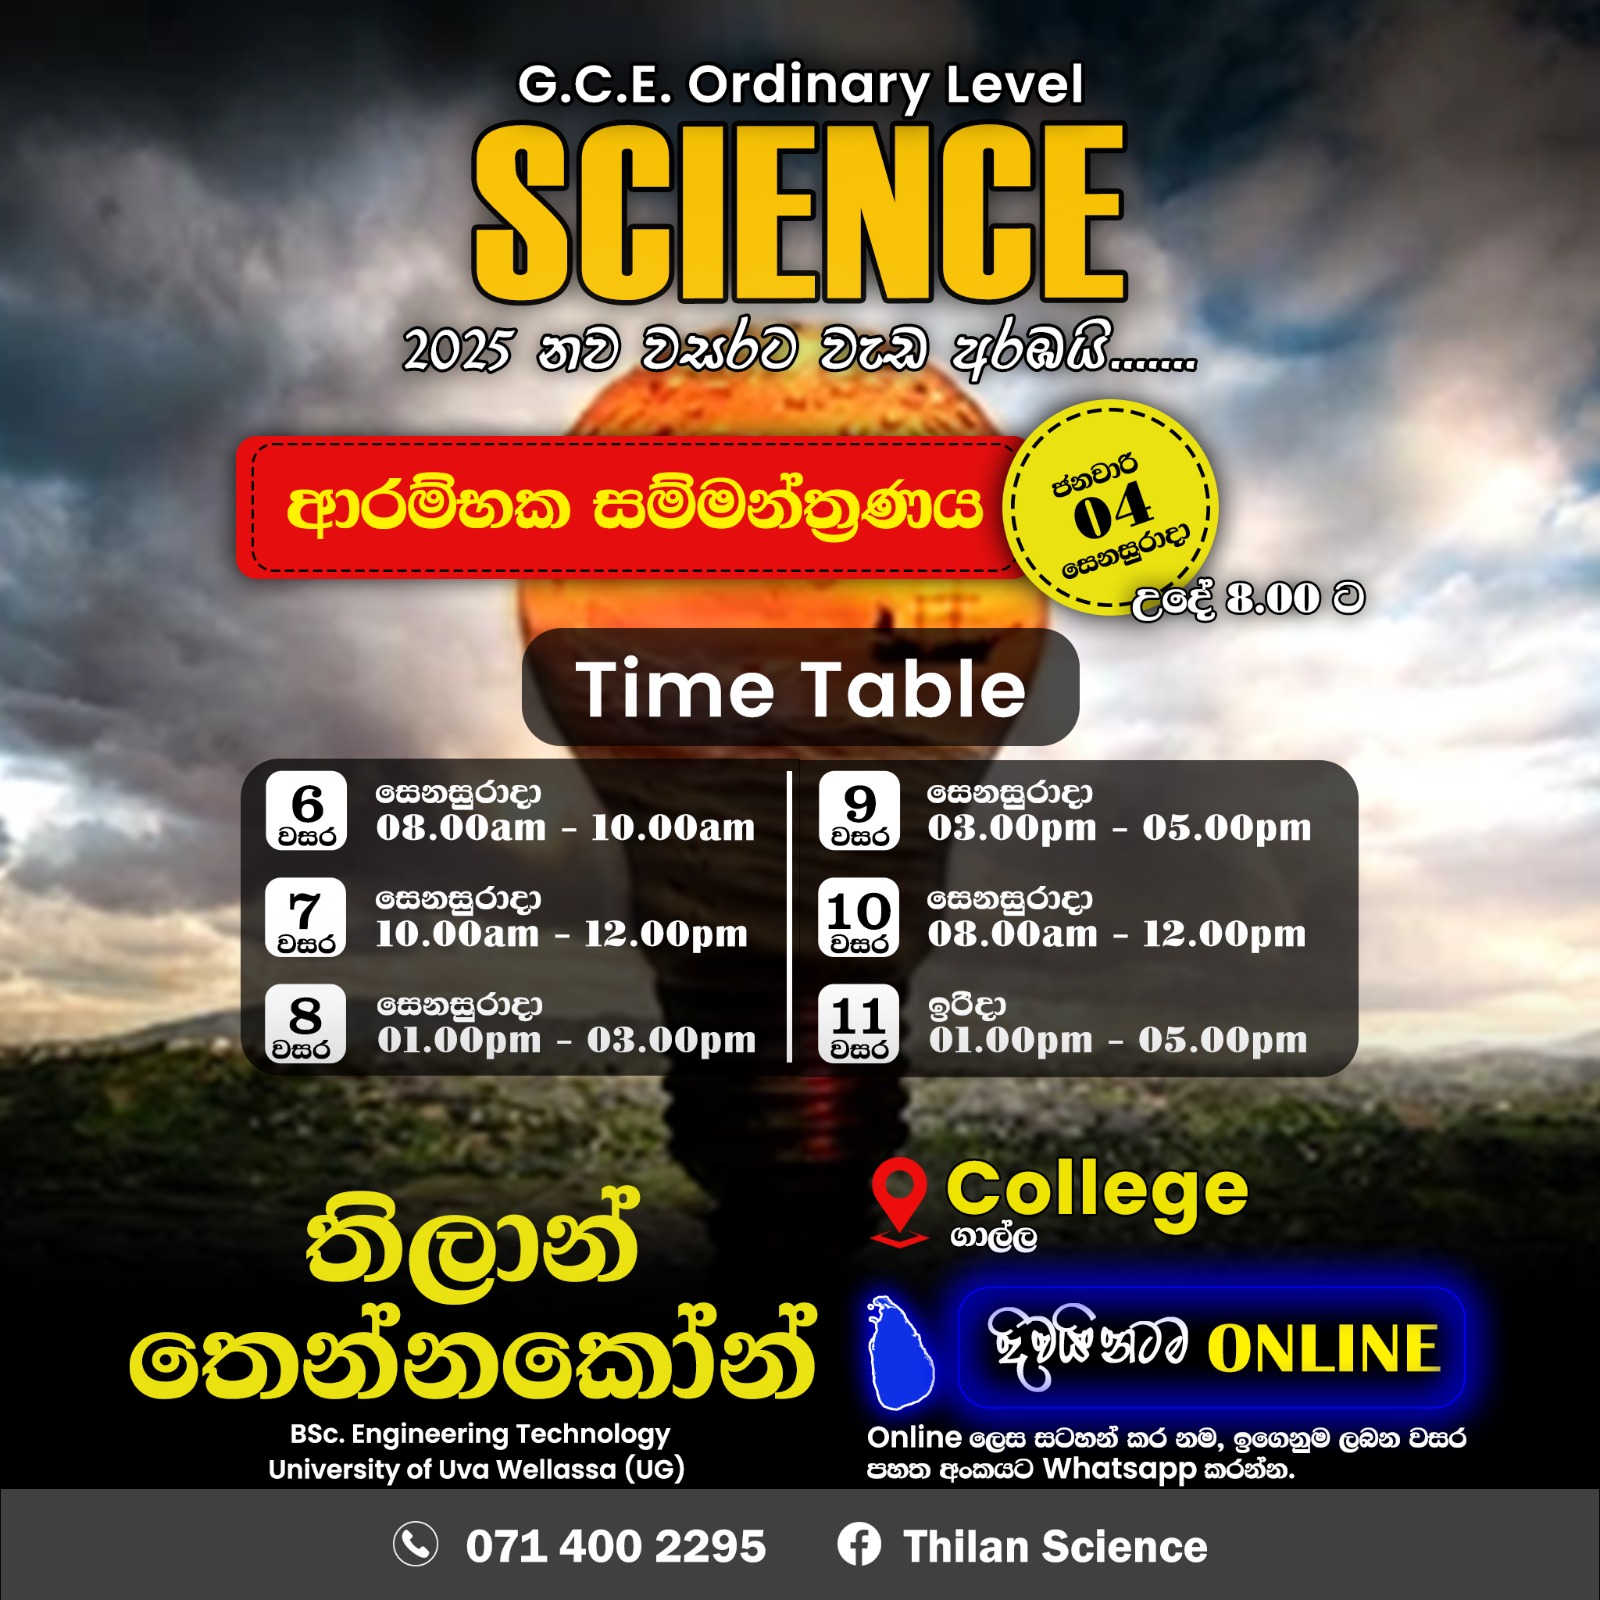 G.C.E. Ordinary Level
SCIENCE
2025 නව වසරට වැඩ අරඹයි.......
ආරම්භක සම්මන්ත්‍රණය
ජනවාරි
04
සෙනසුරාදා
උදේ 8.00 ට
Time Table
6 වසර
සෙනසුරාදා
08.00am - 10.00am
7 වසර
සෙනසුරාදා
10.00am - 12.00pm
8 වසර
සෙනසුරාදා
01.00pm - 03.00pm
9 වසර
සෙනසුරාදා
03.00pm - 05.00pm
10 වසර
සෙනසුරාදා
08.00am - 12.00pm
11 වසර
ඉරිදා
01.00pm - 05.00pm
තිලාන්
තෙන්නකෝන්
BSc. Engineering Technology
University of Uva Wellassa (UG)
College
ගාල්ල
දිවයිනටම ONLINE
Online ලෙස සටහන් කර නම, ඉගෙනුම ලබන වසර
පහත අංකයට Whatsapp කරන්න.
071 400 2295
Thilan Science